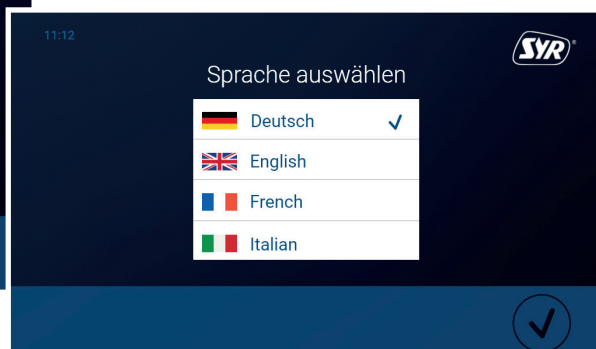 11:12
SYR®
Sprache auswählen
Deutsch
English
French
Italian